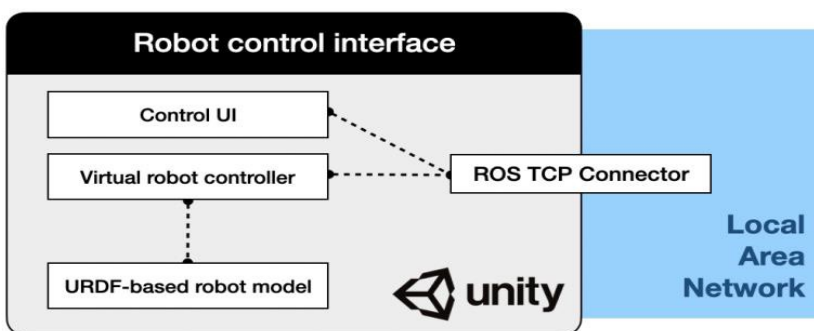 Robot control interface
Control UI
Virtual robot controller
ROS TCP Connector
URDF-based robot model
unity
Local
Area
Network